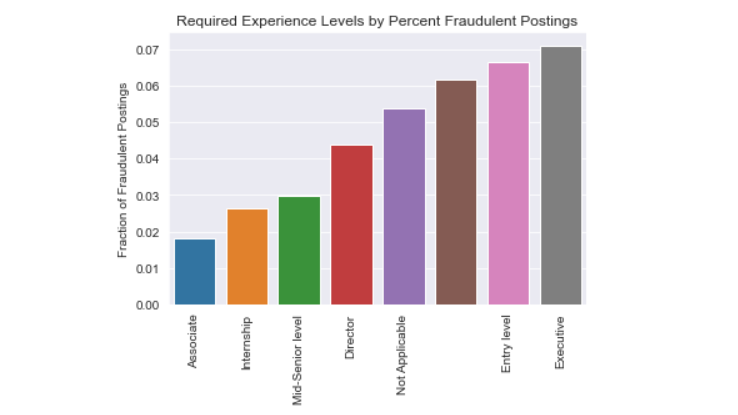 Required Experience Levels by Percent Fraudulent Postings
Fraction of Fraudulent Postings
0.07
0.06
0.05
0.04
0.03
0.02
0.01
0.00
Associate
Internship
Mid-Senior level
Director
Not Applicable
Entry level
Executive